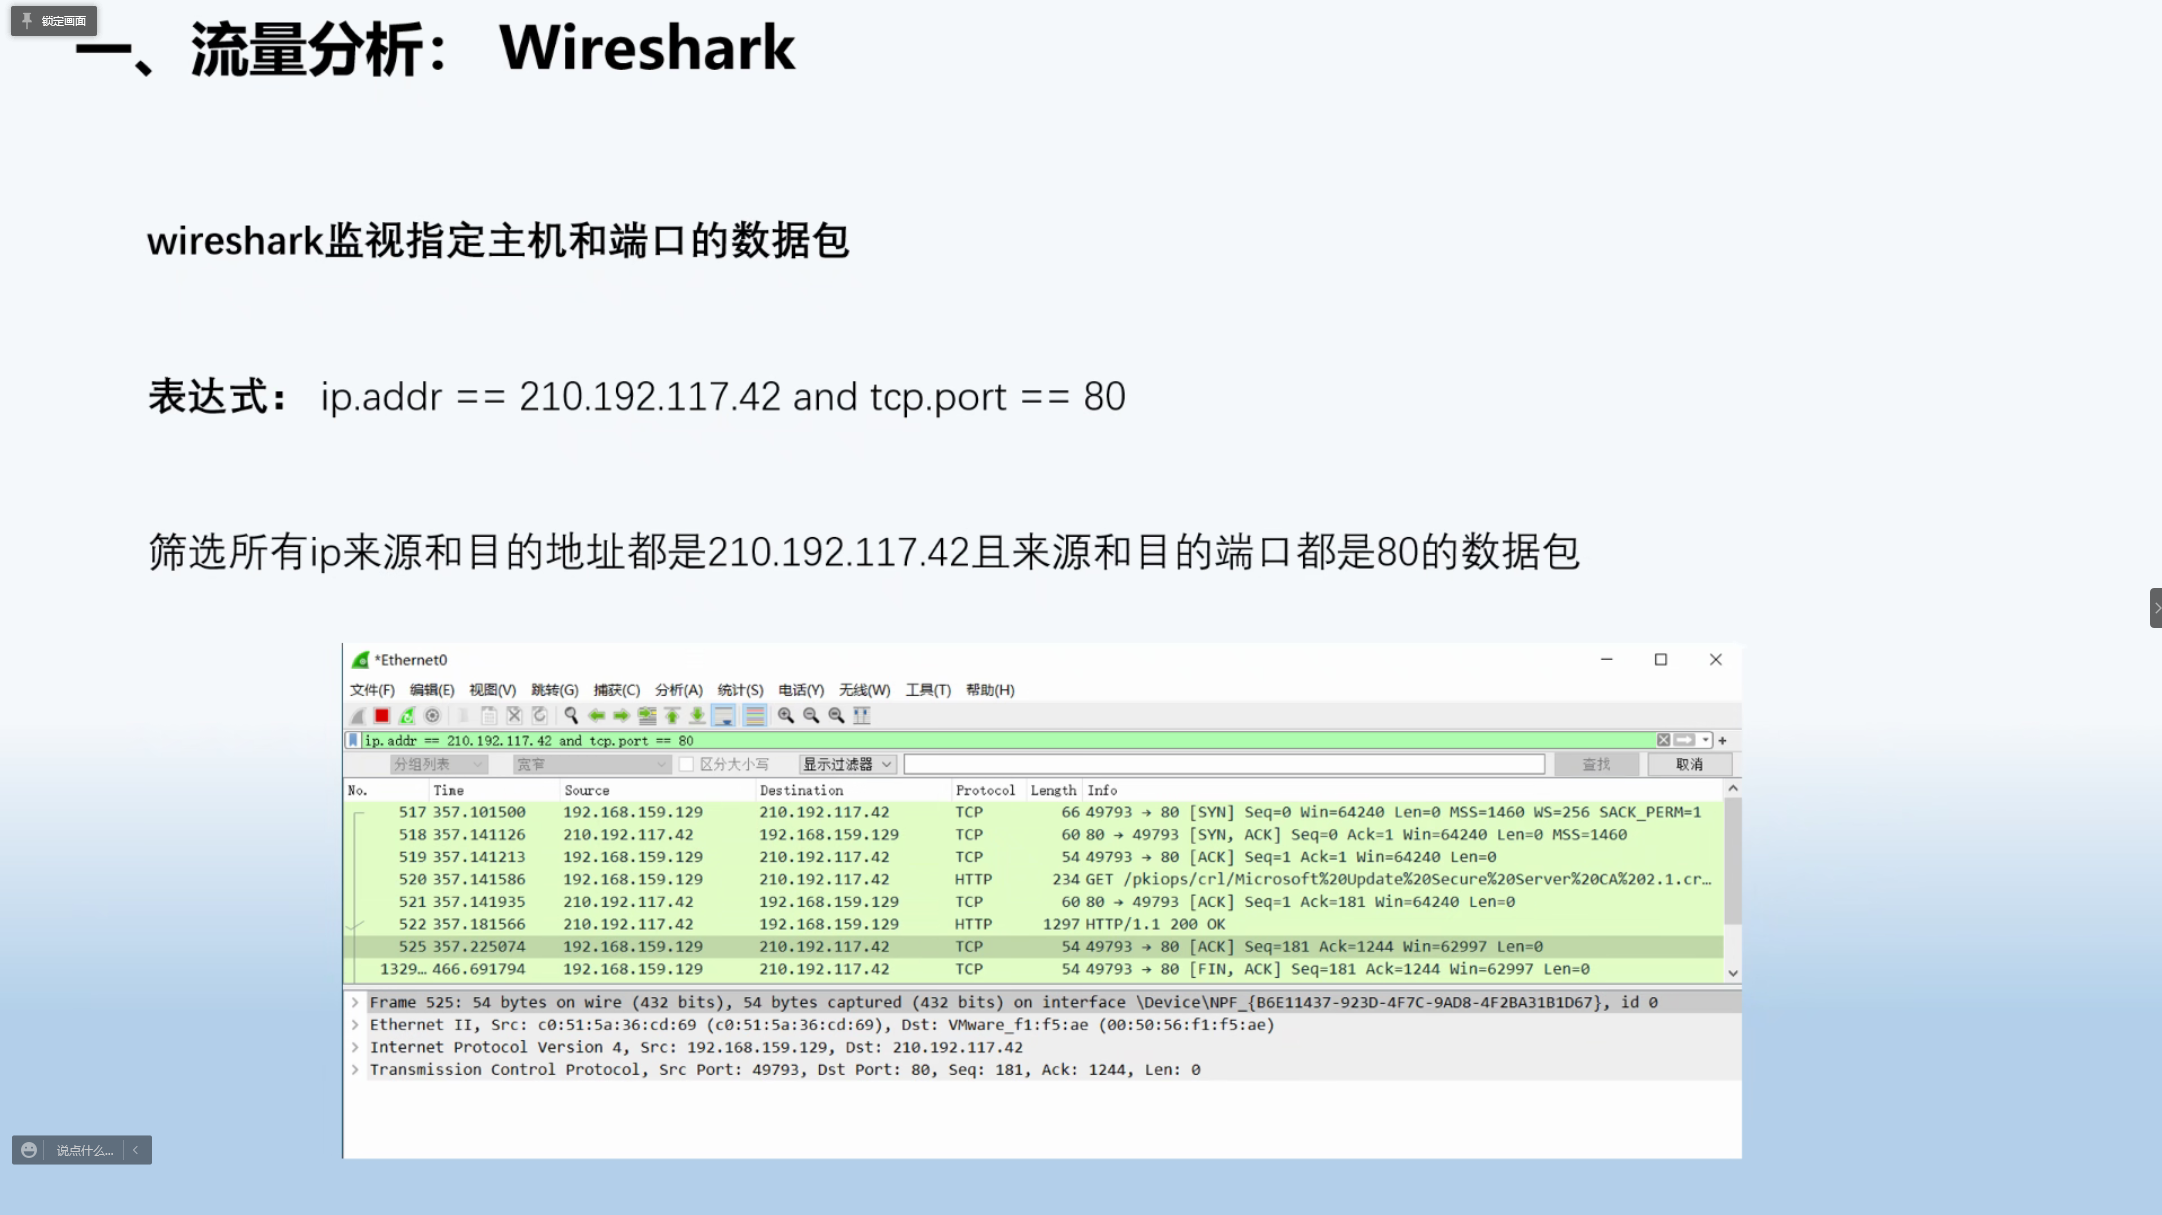 锁定画面
一、流量分析： Wireshark
wireshark监视指定主机和端口的数据包
表达式： ip.addr == 210.192.117.42 and tcp.port == 80
筛选所有ip来源和目的地址都是210.192.117.42且来源和目的端口都是80的数据包
*Ethernet0
文件(F) 编辑(E) 视图(V) 跳转(G) 捕获(C) 分析(A) 统计(S) 电话(Y) 无线(W) 工具(T) 帮助(H)
ip.addr == 210.192.117.42 and tcp.port == 80
分组列表 宽窄 区分大小写 显示过滤器 查找 取消
No. Time Source Destination Protocol Length Info
517 357.101500 192.168.159.129 210.192.117.42 TCP 66 49793 → 80 [SYN] Seq=0 Win=64240 Len=0 MSS=1460 WS=256 SACK_PERM=1
518 357.141126 210.192.117.42 192.168.159.129 TCP 60 80 → 49793 [SYN, ACK] Seq=0 Ack=1 Win=64240 Len=0 MSS=1460
519 357.141213 192.168.159.129 210.192.117.42 TCP 54 49793 → 80 [ACK] Seq=1 Ack=1 Win=64240 Len=0
520 357.141586 192.168.159.129 210.192.117.42 HTTP 234 GET /pkiops/crl/Microsoft%20Update%20Secure%20Server%20CA%202.1.cr…
521 357.141935 210.192.117.42 192.168.159.129 TCP 60 80 → 49793 [ACK] Seq=1 Ack=181 Win=64240 Len=0
522 357.181566 210.192.117.42 192.168.159.129 HTTP 1297 HTTP/1.1 200 OK
525 357.225074 192.168.159.129 210.192.117.42 TCP 54 49793 → 80 [ACK] Seq=181 Ack=1244 Win=62997 Len=0
1329… 466.691794 192.168.159.129 210.192.117.42 TCP 54 49793 → 80 [FIN, ACK] Seq=181 Ack=1244 Win=62997 Len=0
Frame 525: 54 bytes on wire (432 bits), 54 bytes captured (432 bits) on interface \Device\NPF_{B6E11437-923D-4F7C-9AD8-4F2BA31B1D67}, id 0
Ethernet II, Src: c0:51:5a:36:cd:69 (c0:51:5a:36:cd:69), Dst: VMware_f1:f5:ae (00:50:56:f1:f5:ae)
Internet Protocol Version 4, Src: 192.168.159.129, Dst: 210.192.117.42
Transmission Control Protocol, Src Port: 49793, Dst Port: 80, Seq: 181, Ack: 1244, Len: 0
说点什么...